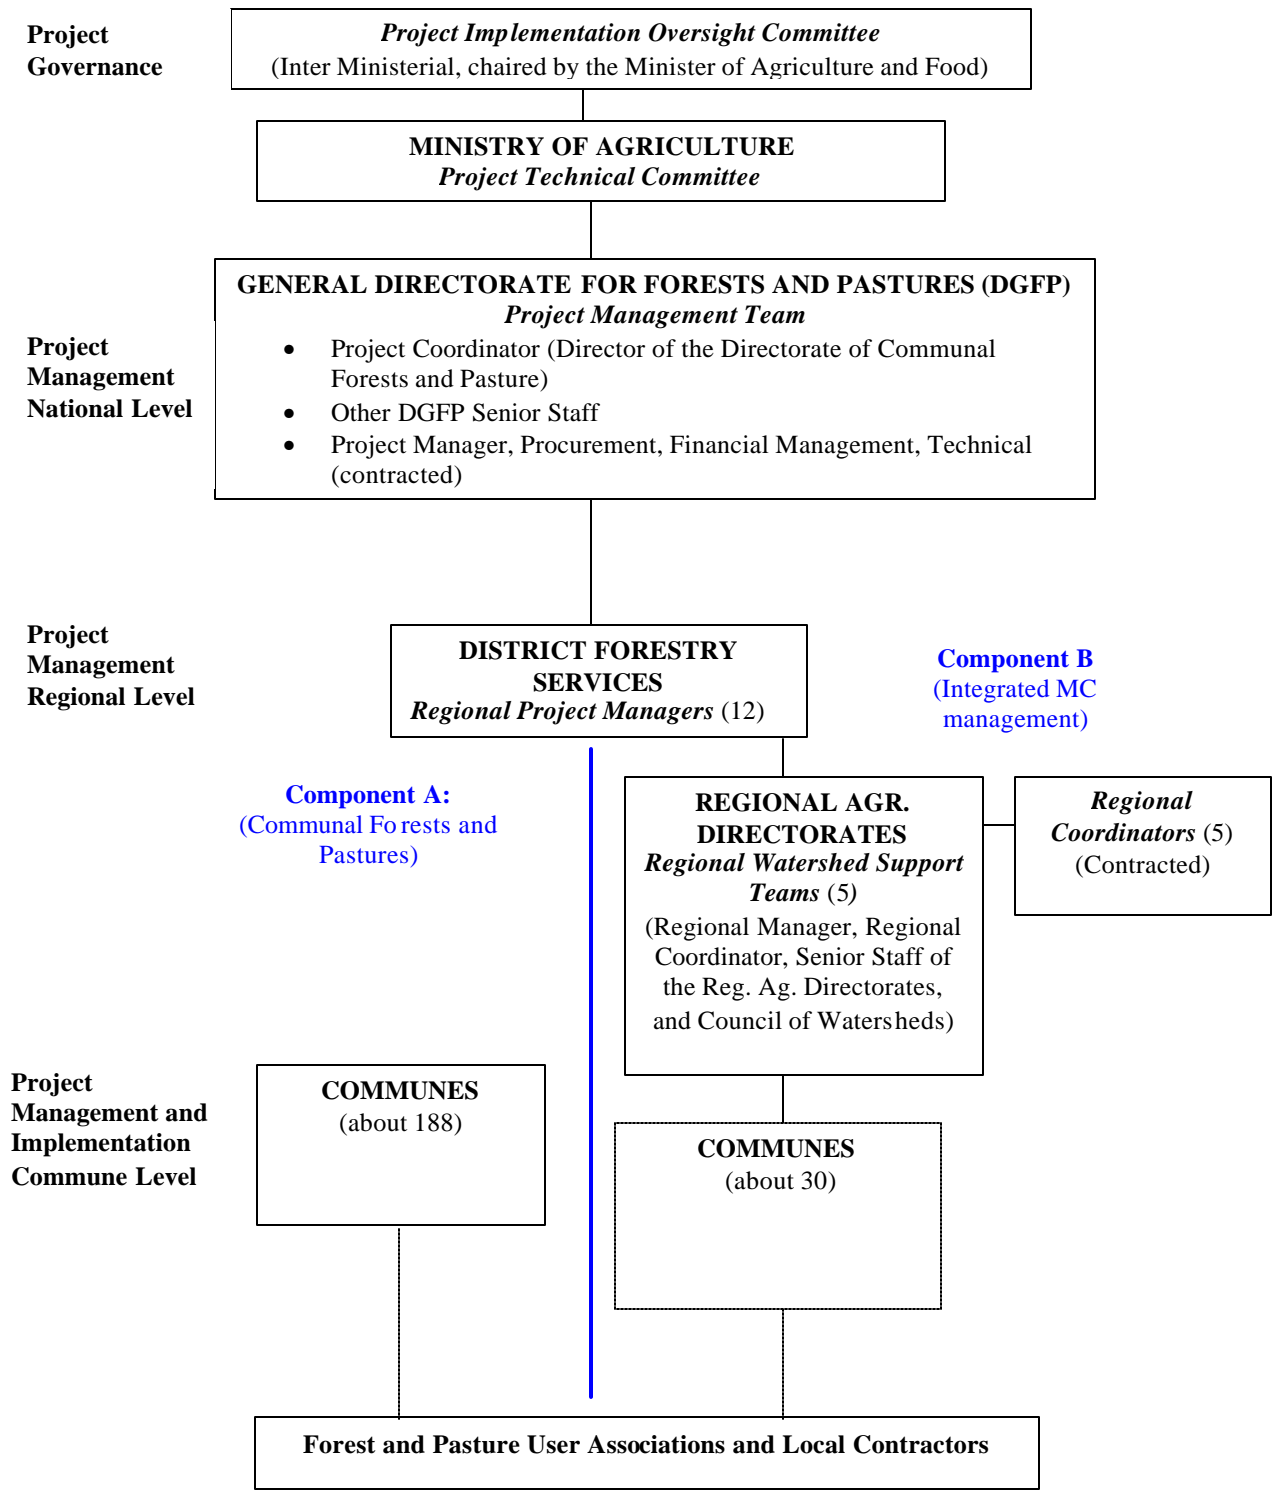 Project
Governance
Project Implementation Oversight Committee
(Inter Ministerial, chaired by the Minister of Agriculture and Food)
MINISTRY OF AGRICULTURE
Project Technical Committee
Project
Management
National Level
GENERAL DIRECTORATE FOR FORESTS AND PASTURES (DGFP)
Project Management Team
• Project Coordinator (Director of the Directorate of Communal
Forests and Pasture)
• Other DGFP Senior Staff
• Project Manager, Procurement, Financial Management, Technical
(contracted)
Project
Management
Regional Level
DISTRICT FORESTRY
SERVICES
Regional Project Managers (12)
Component B
(Integrated MC
management)
Component A:
(Communal Forests and
Pastures)
REGIONAL AGR.
DIRECTORATES
Regional Watershed Support
Teams (5)
(Regional Manager, Regional
Coordinator, Senior Staff of
the Reg. Ag. Directorates,
and Council of Watersheds)
Regional
Coordinators (5)
(Contracted)
Project
Management and
Implementation
Commune Level
COMMUNES
(about 188)
COMMUNES
(about 30)
Forest and Pasture User Associations and Local Contractors